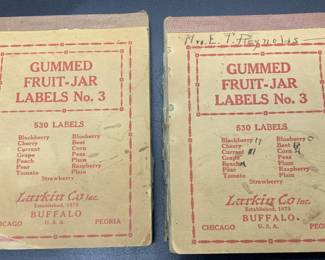 GUMMED
FRUIT-JAR
LABELS No. 3
530 LABELS
Blackberry Blueberry
Cherry Beet
Currant Corn
Grape Peas
Peach Plum
Pear Raspberry
Tomato Plain
Strawberry
Larkin Co Inc.
Established, 1875
BUFFALO
CHICAGO U.S.A. PEORIA
Mrs. E. T. Reynolds
GUMMED
FRUIT-JAR
LABELS No. 3
530 LABELS
Blackberry Blueberry
Cherry Beet
Currant Corn
Grape Peas
Peach Plum
Pear Raspberry
Tomato Plain
Strawberry
Larkin Co Inc.
Established, 1875
BUFFALO
CHICAGO U.S.A. PEORIA